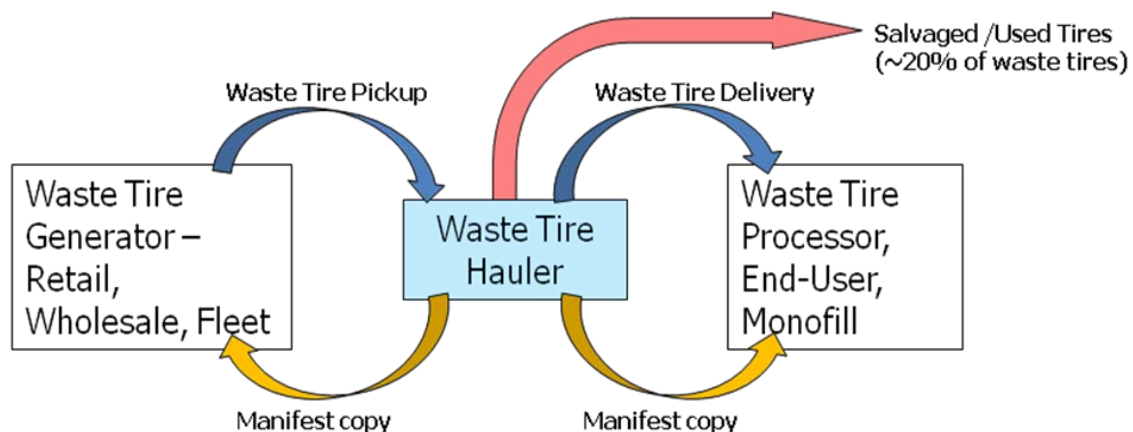 Salvaged /Used Tires
(~20% of waste tires)
Waste Tire Pickup
Waste Tire Delivery
Waste Tire
Generator –
Retail,
Wholesale, Fleet
Waste Tire
Hauler
Waste Tire
Processor,
End-User,
Monofill
Manifest copy
Manifest copy